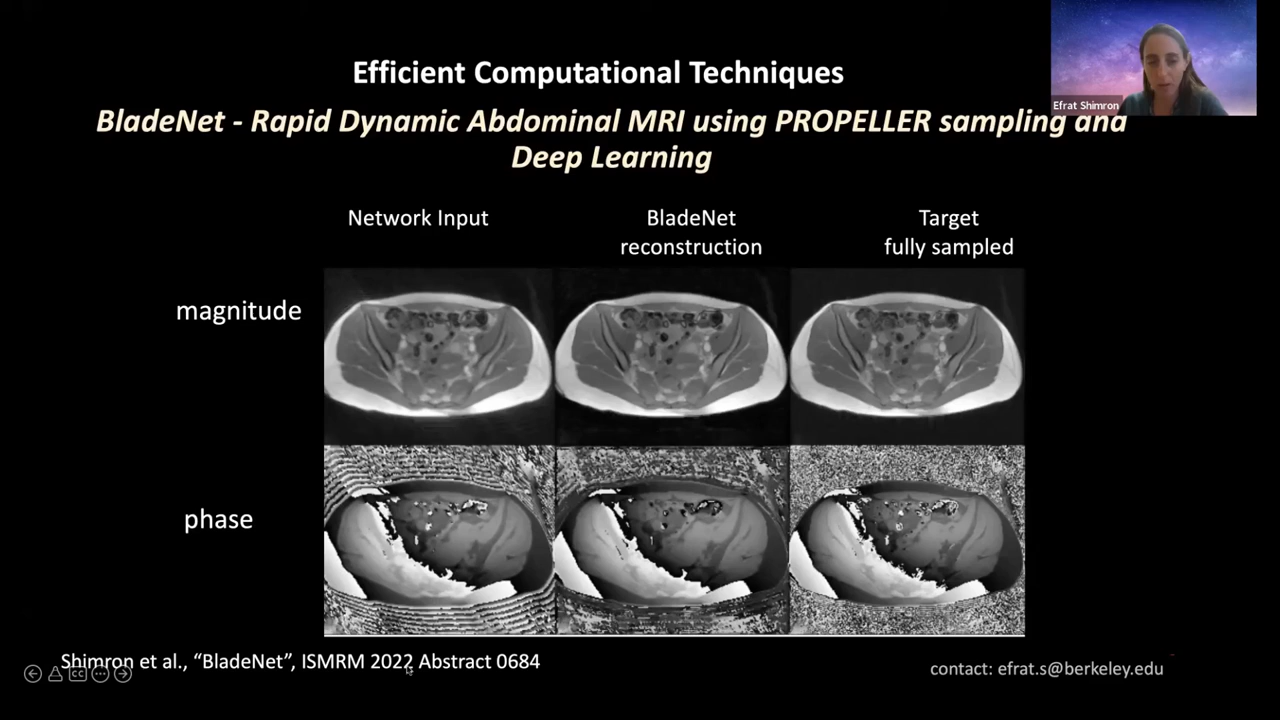 Efficient Computational Techniques
Efrat Shimron
BladeNet - Rapid Dynamic Abdominal MRI using PROPELLER sampling and
Deep Learning
Network Input
BladeNet
reconstruction
Target
fully sampled
magnitude
phase
Shimron et al., “BladeNet”, ISMRM 2022 Abstract 0684
CC
contact: efrat.s@berkeley.edu